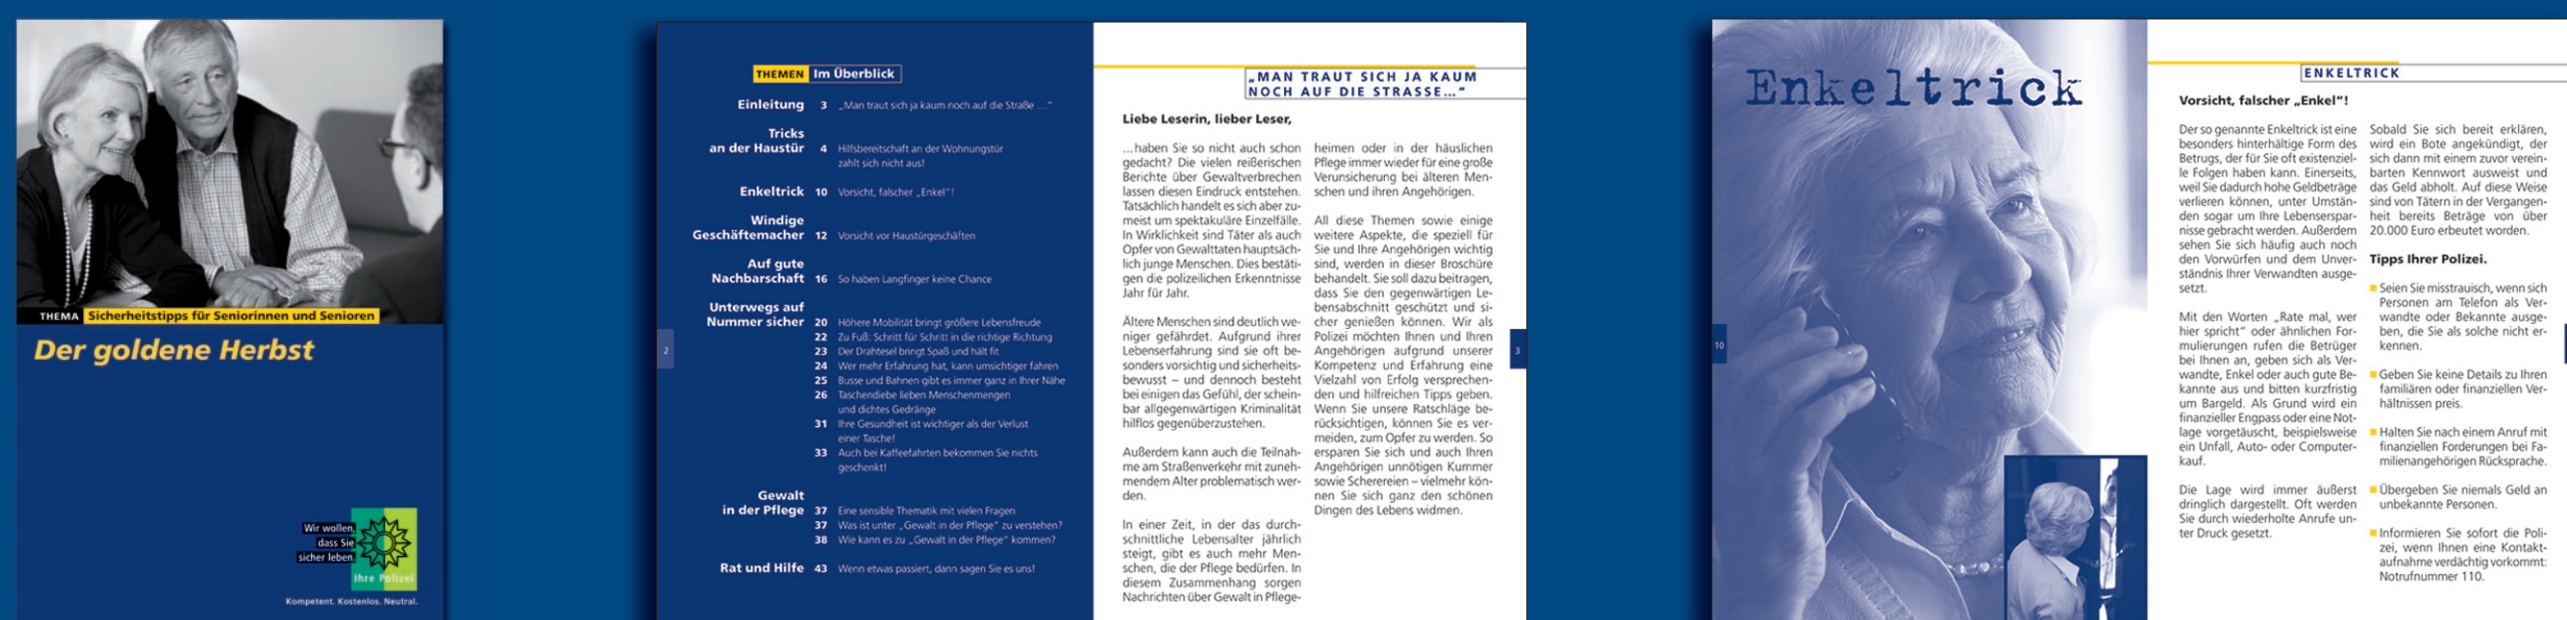 THEMA Sicherheitstipps für Seniorinnen und Senioren
Der goldene Herbst
Wir wollen,
dass Sie
sicher leben.
Ihre Polizei
Kompetent. Kostenlos. Neutral.
THEMEN Im Überblick
Einleitung 3 „Man traut sich ja kaum noch auf die Straße ...“
Tricks
an der Haustür 4 Hilfsbereitschaft an der Wohnungstür
zahlt sich nicht aus!
Enkeltrick 10 Vorsicht, falscher „Enkel“!
Windige
Geschäftemacher 12 Vorsicht vor Haustürgeschäften
Auf gute
Nachbarschaft 16 So haben Langfinger keine Chance
Unterwegs auf
Nummer sicher 20 Höhere Mobilität bringt größere Lebensfreude
22 Zu Fuß: Schritt für Schritt in die richtige Richtung
23 Der Drahtesel bringt Spaß und hält fit
24 Wer mehr Erfahrung hat, kann umsichtiger fahren
25 Busse und Bahnen gibt es immer ganz in Ihrer Nähe
26 Taschendiebe lieben Menschenmengen
und dichtes Gedränge
31 Ihre Gesundheit ist wichtiger als der Verlust
einer Tasche!
33 Auch bei Kaffeefahrten bekommen Sie nichts
geschenkt!
Gewalt
in der Pflege 37 Eine sensible Thematik mit vielen Fragen
37 Was ist unter „Gewalt in der Pflege“ zu verstehen?
38 Wie kann es zu „Gewalt in der Pflege“ kommen?
Rat und Hilfe 43 Wenn etwas passiert, dann sagen Sie es uns!
2
„MAN TRAUT SICH JA KAUM
NOCH AUF DIE STRASSE...“
Liebe Leserin, lieber Leser,
...haben Sie so nicht auch schon
gedacht? Die vielen reißerischen
Berichte über Gewaltverbrechen
lassen diesen Eindruck entstehen.
Tatsächlich handelt es sich aber zu-
meist um spektakuläre Einzelfälle.
In Wirklichkeit sind Täter als auch
Opfer von Gewalttaten hauptsäch-
lich junge Menschen. Dies bestäti-
gen die polizeilichen Erkenntnisse
Jahr für Jahr.
Ältere Menschen sind deutlich we-
niger gefährdet. Aufgrund ihrer
Lebenserfahrung sind sie oft be-
sonders vorsichtig und sicherheits-
bewusst – und dennoch besteht
bei einigen das Gefühl, der schein-
bar allgegenwärtigen Kriminalität
hilflos gegenüberzustehen.
Außerdem kann auch die Teilnah-
me am Straßenverkehr mit zuneh-
mendem Alter problematisch wer-
den.
In einer Zeit, in der das durch-
schnittliche Lebensalter jährlich
steigt, gibt es auch mehr Men-
schen, die der Pflege bedürfen. In
diesem Zusammenhang sorgen
Nachrichten über Gewalt in Pflege-
heimen oder in der häuslichen
Pflege immer wieder für eine große
Verunsicherung bei älteren Men-
schen und ihren Angehörigen.
All diese Themen sowie einige
weitere Aspekte, die speziell für
Sie und Ihre Angehörigen wichtig
sind, werden in dieser Broschüre
behandelt. Sie soll dazu beitragen,
dass Sie den gegenwärtigen Le-
bensabschnitt geschützt und si-
cher genießen können. Wir als
Polizei möchten Ihnen und Ihren
Angehörigen aufgrund unserer
Kompetenz und Erfahrung eine
Vielzahl von Erfolg versprechen-
den und hilfreichen Tipps geben.
Wenn Sie unsere Ratschläge be-
rücksichtigen, können Sie es ver-
meiden, zum Opfer zu werden. So
ersparen Sie sich und auch Ihren
Angehörigen unnötigen Kummer
sowie Scherereien – vielmehr kön-
nen Sie sich ganz den schönen
Dingen des Lebens widmen.
3
Enkeltrick
10
ENKELTRICK
Vorsicht, falscher „Enkel“!
Der so genannte Enkeltrick ist eine
besonders hinterhältige Form des
Betrugs, der für Sie oft existenziel-
le Folgen haben kann. Einerseits,
weil Sie dadurch hohe Geldbeträge
verlieren können, unter Umstän-
den sogar um Ihre Lebenserspar-
nisse gebracht werden. Außerdem
sehen Sie sich häufig auch noch
den Vorwürfen und dem Unver-
ständnis Ihrer Verwandten ausge-
setzt.
Mit den Worten „Rate mal, wer
hier spricht“ oder ähnlichen For-
mulierungen rufen die Betrüger
bei Ihnen an, geben sich als Ver-
wandte, Enkel oder auch gute Be-
kannte aus und bitten kurzfristig
um Bargeld. Als Grund wird ein
finanzieller Engpass oder eine Not-
lage vorgetäuscht, beispielsweise
ein Unfall, Auto- oder Computer-
kauf.
Die Lage wird immer äußerst
dringlich dargestellt. Oft werden
Sie durch wiederholte Anrufe un-
ter Druck gesetzt.
Sobald Sie sich bereit erklären,
wird ein Bote angekündigt, der
sich dann mit einem zuvor verein-
barten Kennwort ausweist und
das Geld abholt. Auf diese Weise
sind von Tätern in der Vergangen-
heit bereits Beträge von über
20.000 Euro erbeutet worden.
Tipps Ihrer Polizei.
Seien Sie misstrauisch, wenn sich
Personen am Telefon als Ver-
wandte oder Bekannte ausge-
ben, die Sie als solche nicht er-
kennen.
Geben Sie keine Details zu Ihren
familiären oder finanziellen Ver-
hältnissen preis.
Halten Sie nach einem Anruf mit
finanziellen Forderungen bei Fa-
milienangehörigen Rücksprache.
Übergeben Sie niemals Geld an
unbekannte Personen.
Informieren Sie sofort die Poli-
zei, wenn Ihnen eine Kontakt-
aufnahme verdächtig vorkommt:
Notrufnummer 110.